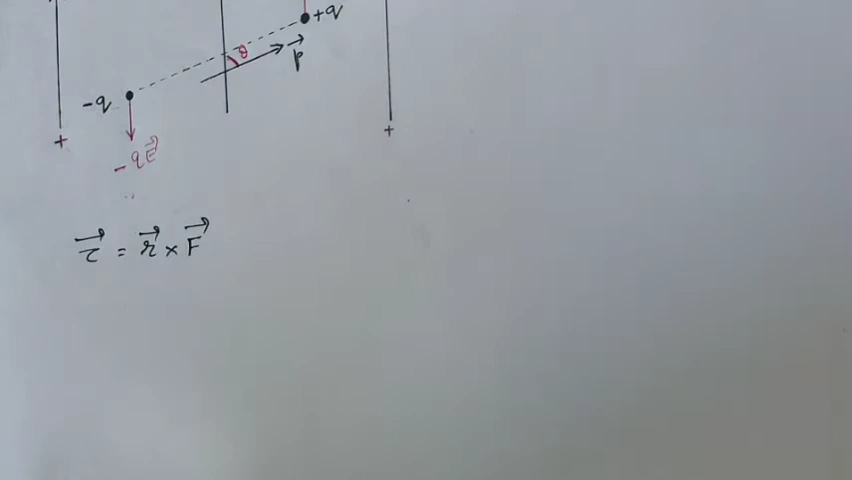 +q
θ
p⃗
-q
+
+
-qE⃗
τ⃗ = r⃗ × F⃗